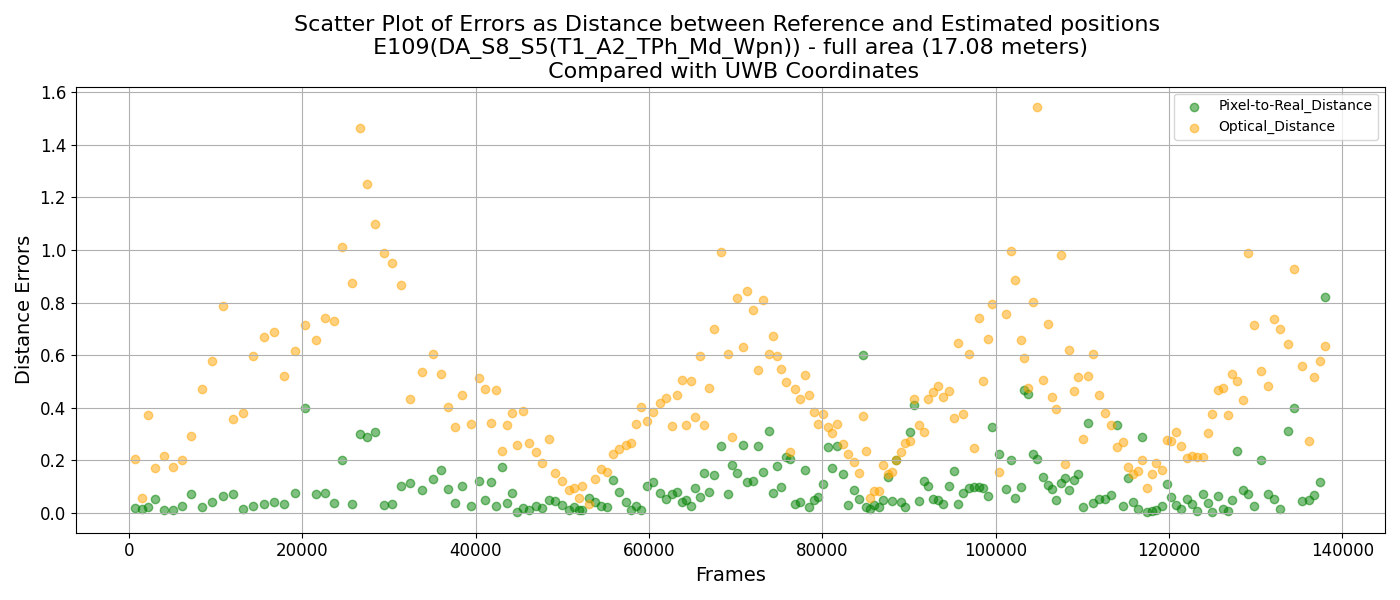 Scatter Plot of Errors as Distance between Reference and Estimated positions
E109(DA_S8_S5(T1_A2_TPh_Md_Wpn)) - full area (17.08 meters)
Compared with UWB Coordinates
Pixel-to-Real_Distance
Optical_Distance
Distance Errors
1.6
1.4
1.2
1.0
0.8
0.6
0.4
0.2
0.0
0 20000 40000 60000 80000 100000 120000 140000
Frames